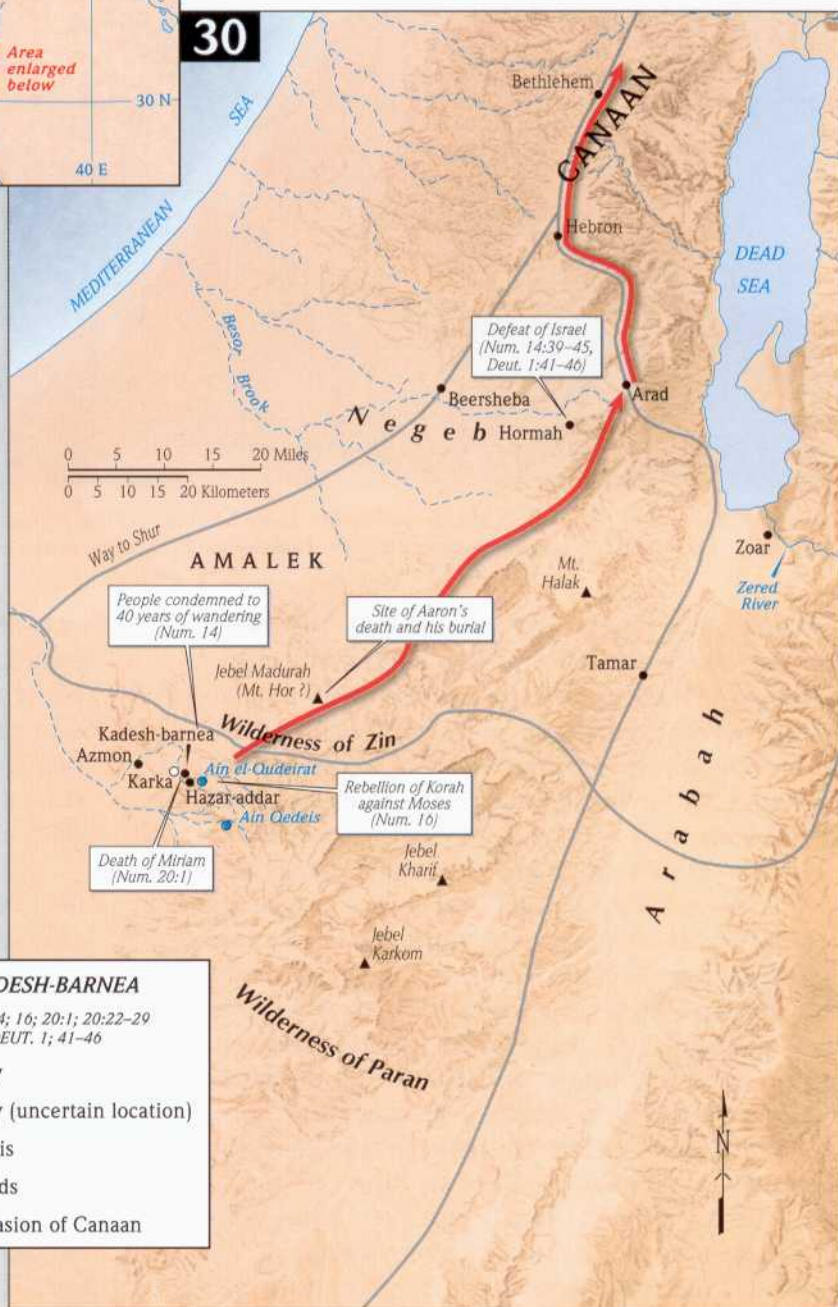 Area
enlarged
below
30 N
40 E
30
MEDITERRANEAN
SEA
Bethlehem
CANAAN
Hebron
DEAD
SEA
Defeat of Israel
(Num. 14:39–45,
Deut. 1:41–46)
Besor
Brook
Beersheba
Arad
Negeb
Hormah
0 5 10 15 20 Miles
0 5 10 15 20 Kilometers
Way to Shur
AMALEK
Zoar
Mt.
Halak
Zered
River
People condemned to
40 years of wandering
(Num. 14)
Site of Aaron's
death and his burial
Jebel Madurah
(Mt. Hor ?)
Tamar
Wilderness of Zin
Kadesh-barnea
Azmon
Karka
Ain el-Qudeirat
Hazar-addar
Ain Qedeis
Rebellion of Korah
against Moses
(Num. 16)
Death of Miriam
(Num. 20:1)
Jebel
Kharif
Jebel
Karkom
Arabah
Wilderness of Paran
DESH-BARNEA
4; 16; 20:1; 20:22–29
EUT. 1; 41–46
y (uncertain location)
is
ds
asion of Canaan
N